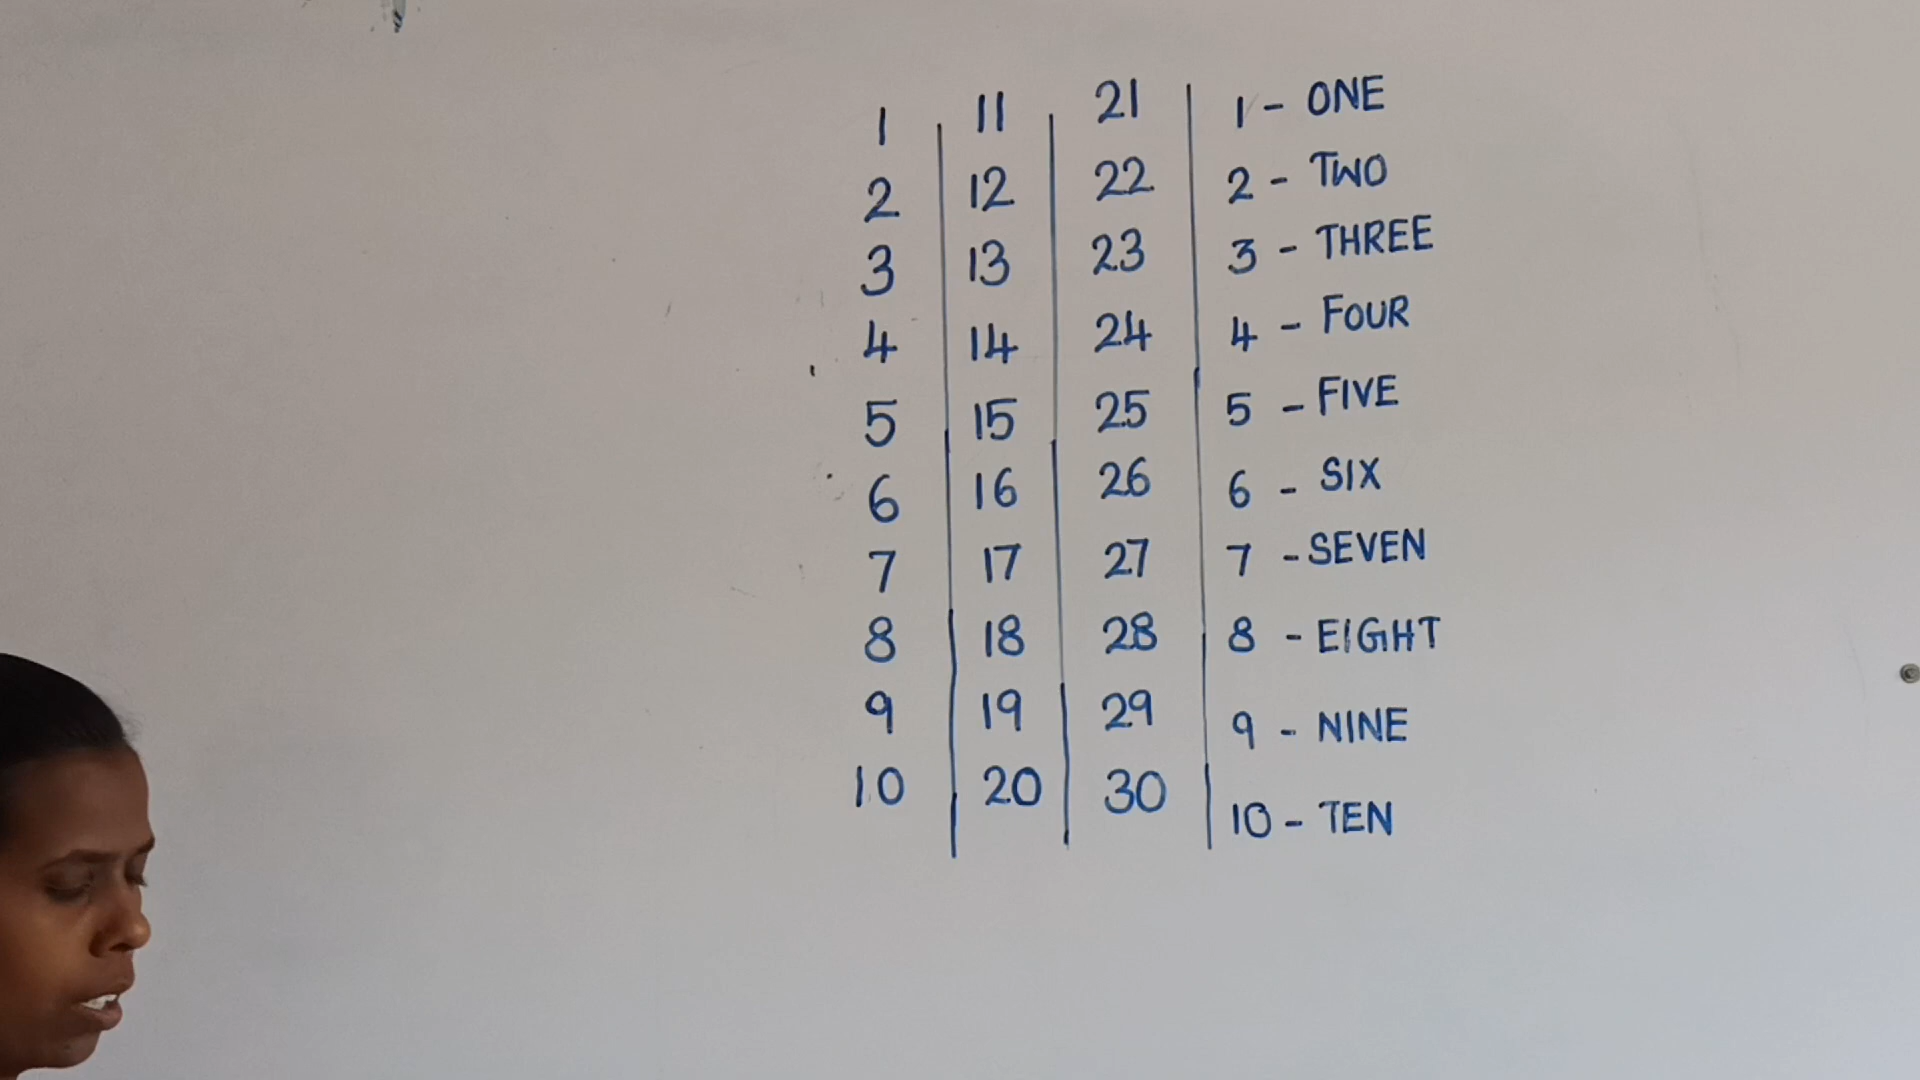 1 11 21 1 - ONE
2 12 22 2 - TWO
3 13 23 3 - THREE
4 14 24 4 - FOUR
5 15 25 5 - FIVE
6 16 26 6 - SIX
7 17 27 7 - SEVEN
8 18 28 8 - EIGHT
9 19 29 9 - NINE
10 20 30 10 - TEN